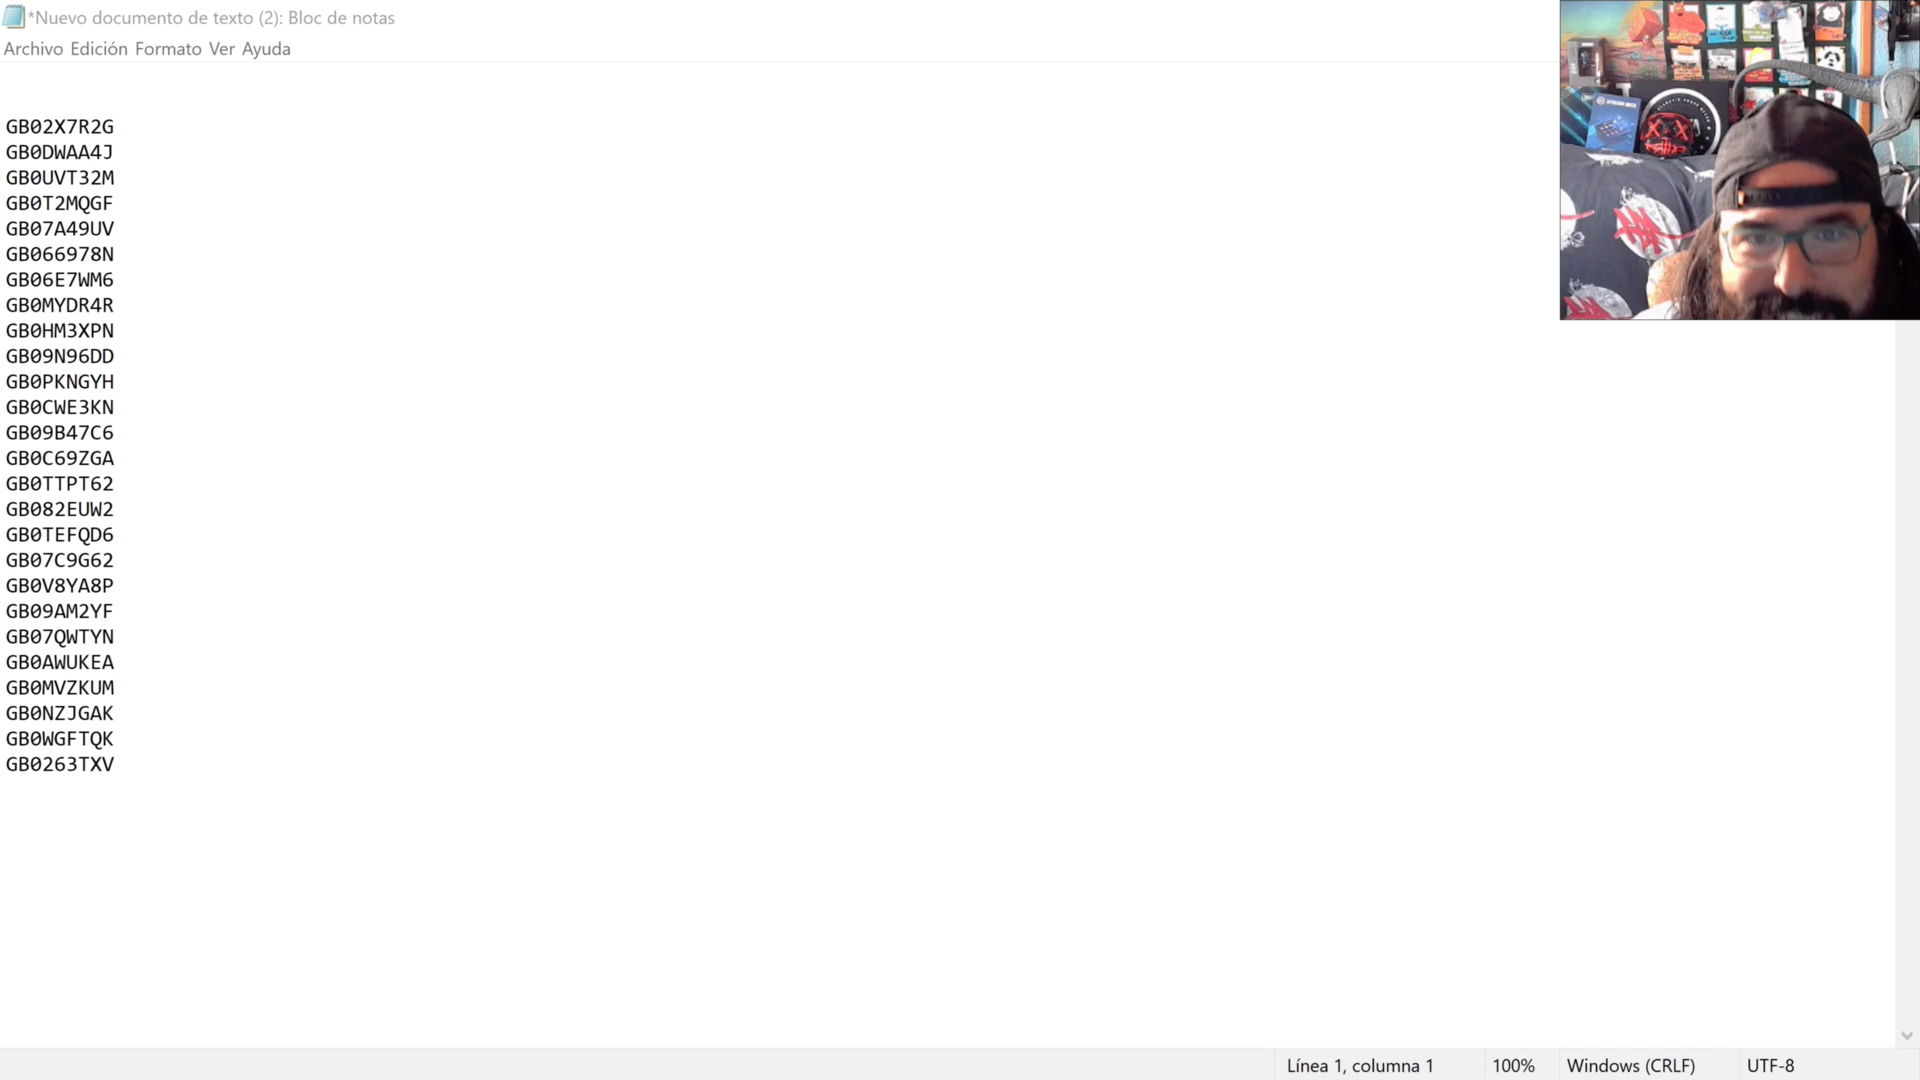 *Nuevo documento de texto (2): Bloc de notas
Archivo Edición Formato Ver Ayuda
GB02X7R2G
GB0DWAA4J
GB0UVT32M
GB0T2MQGF
GB07A49UV
GB066978N
GB06E7WM6
GB0MYDR4R
GB0HM3XPN
GB09N96DD
GB0PKNGYH
GB0CWE3KN
GB09B47C6
GB0C69ZGA
GB0TTPT62
GB082EUW2
GB0TEFQD6
GB07C9G62
GB0V8YA8P
GB09AM2YF
GB07QWTYN
GB0AWUKEA
GB0MVZKUM
GB0NZJGAK
GB0WGFTQK
GB0263TXV
Línea 1, columna 1 100% Windows (CRLF) UTF-8